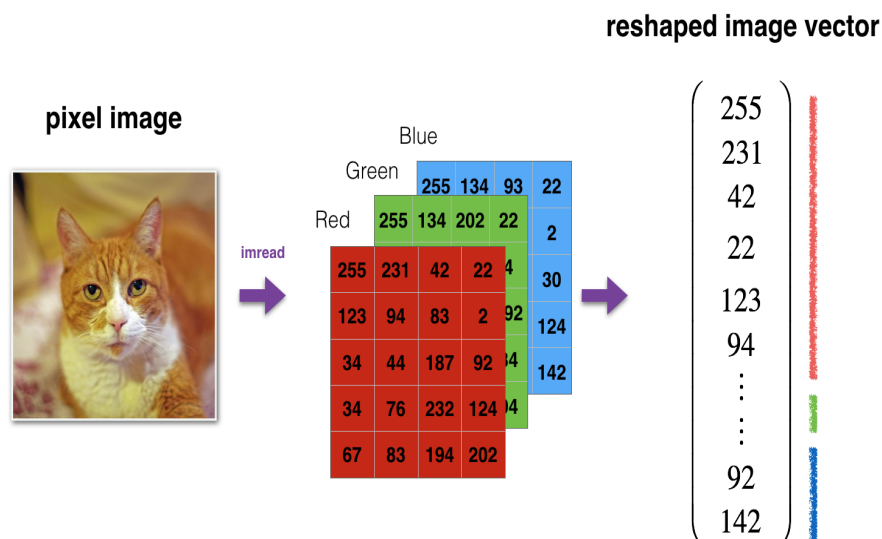 reshaped image vector
pixel image
Blue
Green
Red
imread
255 134 93 22
2
30
124
142
255 134 202 22
4
92
34
94
255 231 42 22
123 94 83 2
34 44 187 92
34 76 232 124
67 83 194 202
255
231
42
22
123
94
⋮
⋮
92
142